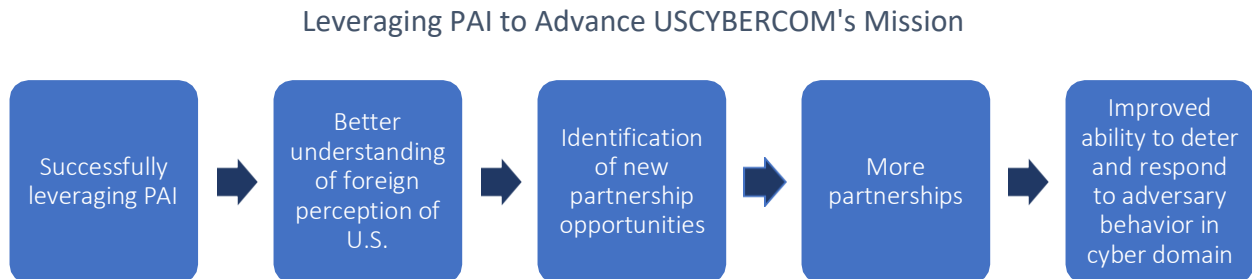 Leveraging PAI to Advance USCYBERCOM's Mission
Successfully
leveraging PAI
Better
understanding
of foreign
perception of
U.S.
Identification
of new
partnership
opportunities
More
partnerships
Improved
ability to deter
and respond
to adversary
behavior in
cyber domain